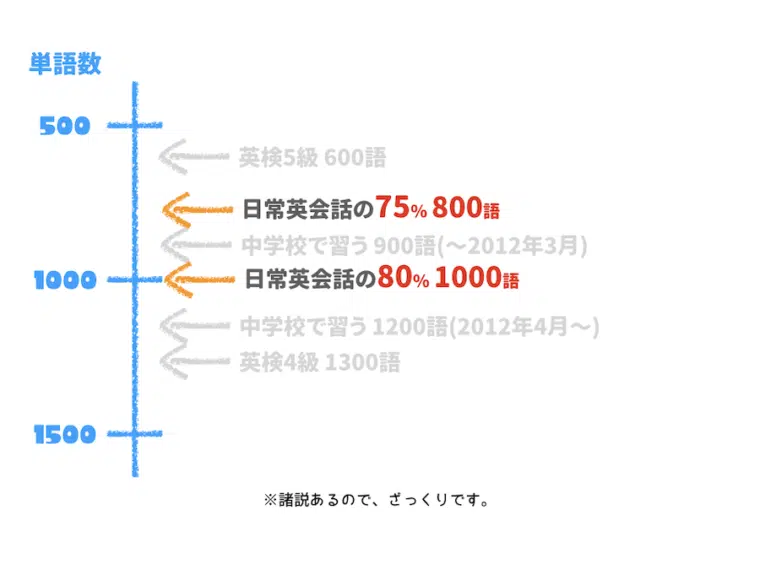 単語数
500
英検5級 600語
日常英会話の75% 800語
中学校で習う 900語(〜2012年3月)
1000
日常英会話の80% 1000語
中学校で習う 1200語(2012年4月〜)
英検4級 1300語
1500
※諸説あるので、ざっくりです。